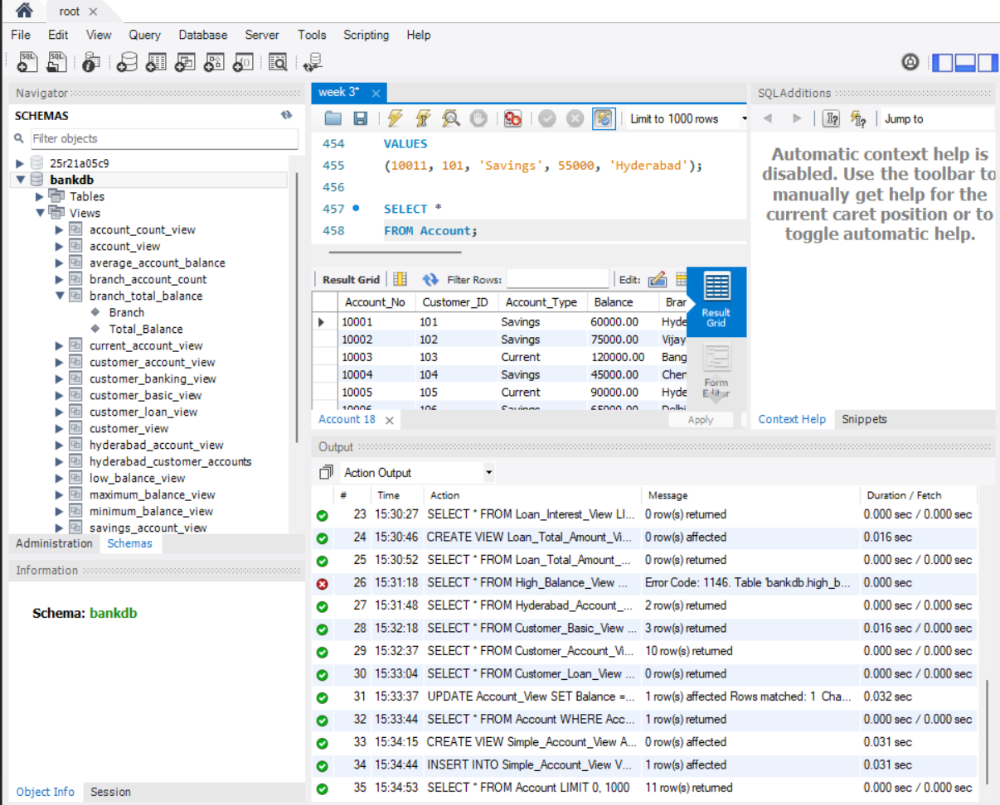 root ×
File Edit View Query Database Server Tools Scripting Help
Navigator
SCHEMAS
Filter objects
25r21a05c9
bankdb
Tables
Views
account_count_view
account_view
average_account_balance
branch_account_count
branch_total_balance
Branch
Total_Balance
current_account_view
customer_account_view
customer_banking_view
customer_basic_view
customer_loan_view
customer_view
hyderabad_account_view
hyderabad_customer_accounts
low_balance_view
maximum_balance_view
minimum_balance_view
savings_account_view
Administration Schemas
Information
Schema: bankdb
Object Info Session
week 3* ×
Limit to 1000 rows
454 VALUES
455 (10011, 101, 'Savings', 55000, 'Hyderabad');
456
457 SELECT *
458 FROM Account;
Result Grid Filter Rows: Edit:
Account_No Customer_ID Account_Type Balance Bran
10001 101 Savings 60000.00 Hyde
10002 102 Savings 75000.00 Vijay
10003 103 Current 120000.00 Bang
10004 104 Savings 45000.00 Chen
10005 105 Current 90000.00 Hyde
10006 106 Savings 65000.00 Delhi
Result Grid
Form Editor
Account 18 × Apply
SQLAdditions
Jump to
Automatic context help is
disabled. Use the toolbar to
manually get help for the
current caret position or to
toggle automatic help.
Context Help Snippets
Output
Action Output
# Time Action Message Duration / Fetch
23 15:30:27 SELECT * FROM Loan_Interest_View LI... 0 row(s) returned 0.000 sec / 0.000 sec
24 15:30:46 CREATE VIEW Loan_Total_Amount_Vi... 0 row(s) affected 0.016 sec
25 15:30:52 SELECT * FROM Loan_Total_Amount_... 0 row(s) returned 0.000 sec / 0.000 sec
26 15:31:18 SELECT * FROM High_Balance_View ... Error Code: 1146. Table 'bankdb.high_b... 0.000 sec
27 15:31:48 SELECT * FROM Hyderabad_Account_... 2 row(s) returned 0.000 sec / 0.000 sec
28 15:32:18 SELECT * FROM Customer_Basic_View ... 3 row(s) returned 0.016 sec / 0.000 sec
29 15:32:37 SELECT * FROM Customer_Account_Vi... 10 row(s) returned 0.000 sec / 0.000 sec
30 15:33:04 SELECT * FROM Customer_Loan_View ... 0 row(s) returned 0.000 sec / 0.000 sec
31 15:33:37 UPDATE Account_View SET Balance =... 1 row(s) affected Rows matched: 1 Cha... 0.032 sec
32 15:33:44 SELECT * FROM Account WHERE Acc... 1 row(s) returned 0.000 sec / 0.000 sec
33 15:34:15 CREATE VIEW Simple_Account_View A... 0 row(s) affected 0.031 sec
34 15:34:44 INSERT INTO Simple_Account_View V... 1 row(s) affected 0.031 sec
35 15:34:53 SELECT * FROM Account LIMIT 0, 1000 11 row(s) returned 0.000 sec / 0.000 sec